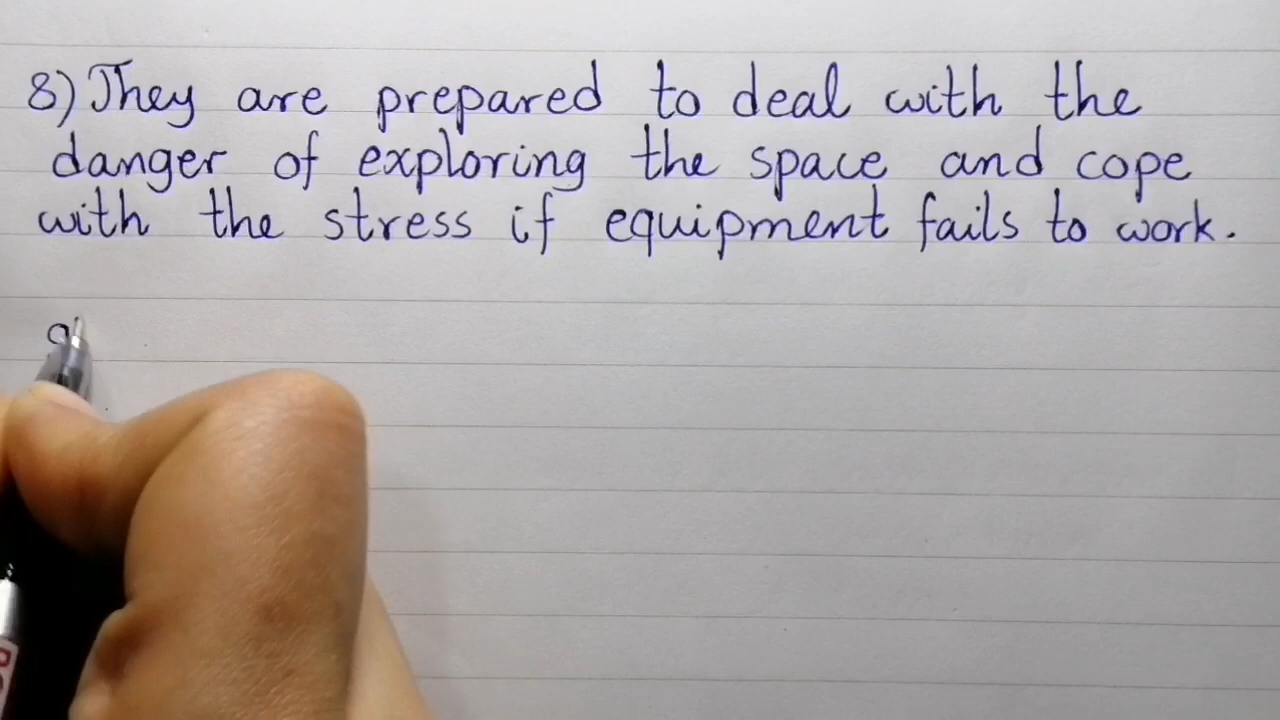 8) They are prepared to deal with the
danger of exploring the space and cope
with the stress if equipment fails to work.